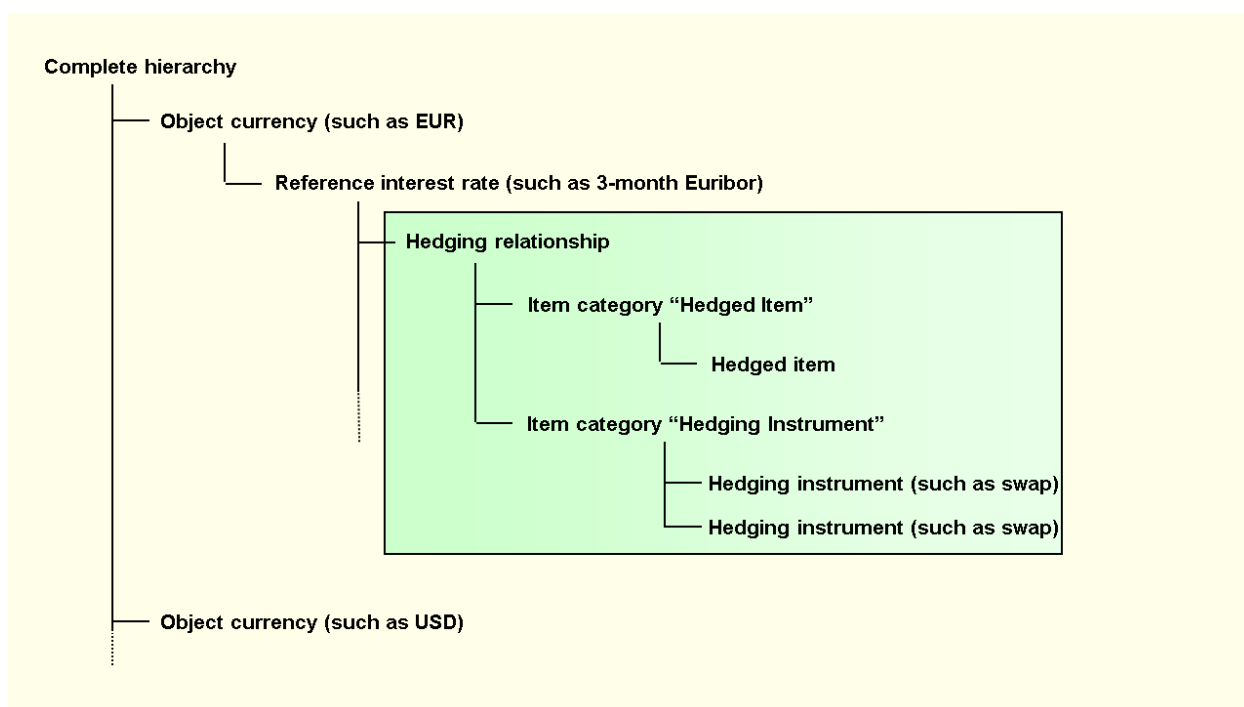 Complete hierarchy
Object currency (such as EUR)
Reference interest rate (such as 3-month Euribor)
Hedging relationship
Item category “Hedged Item”
Hedged item
Item category “Hedging Instrument”
Hedging instrument (such as swap)
Hedging instrument (such as swap)
Object currency (such as USD)